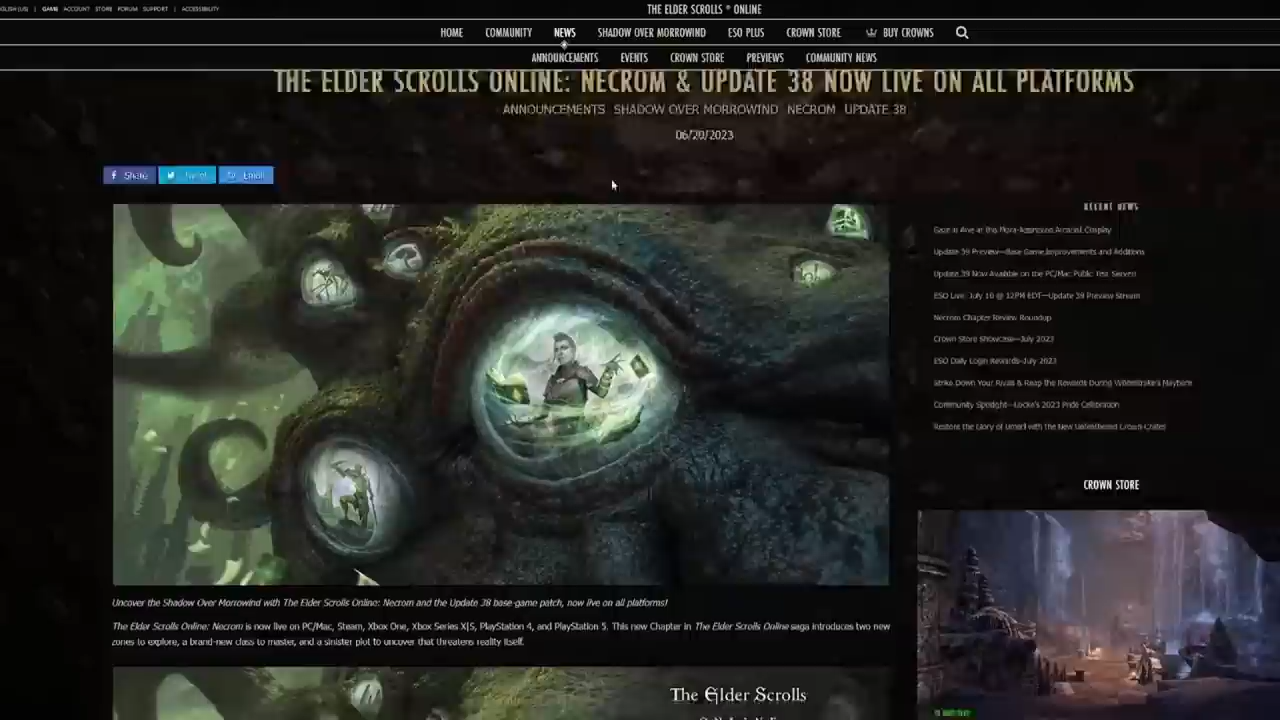 GLISH (US) | GAME ACCOUNT STORE FORUM SUPPORT | ACCESSIBILITY
THE ELDER SCROLLS ® ONLINE
HOME COMMUNITY NEWS SHADOW OVER MORROWIND ESO PLUS CROWN STORE BUY CROWNS
ANNOUNCEMENTS EVENTS CROWN STORE PREVIEWS COMMUNITY NEWS
THE ELDER SCROLLS ONLINE: NECROM & UPDATE 38 NOW LIVE ON ALL PLATFORMS
ANNOUNCEMENTS SHADOW OVER MORROWIND NECROM UPDATE 38
06/20/2023
Share Tweet Email
RECENT NEWS
Gaze in Awe at this Mora-
Update 39 Preview—Base Game Improvements and Additions
Update 39 Now Available on the PC/Mac Public Test Server!
ESO Live: July 10 @ 12PM EDT—Update 39 Preview Stream
Necrom Chapter Review Roundup
Crown Store Showcase—July 2023
ESO Daily Login Rewards–July 2023
Strike Down Your Rivals & Reap the Rewards During Whitestrake's Mayhem
Community Spotlight—Locke's 2023 Pride Celibration
Restore the Glory of Umaril with the New Unfeathered Crown Crates
CROWN STORE
Uncover the Shadow Over Morrowind with The Elder Scrolls Online: Necrom and the Update 38 base-game patch, now live on all platforms!
The Elder Scrolls Online: Necrom is now live on PC/Mac, Steam, Xbox One, Xbox Series X|S, PlayStation 4, and PlayStation 5. This new Chapter in The Elder Scrolls Online saga introduces two new
zones to explore, a brand-new class to master, and a sinister plot to uncover that threatens reality itself.
The Elder Scrolls
ONLINE